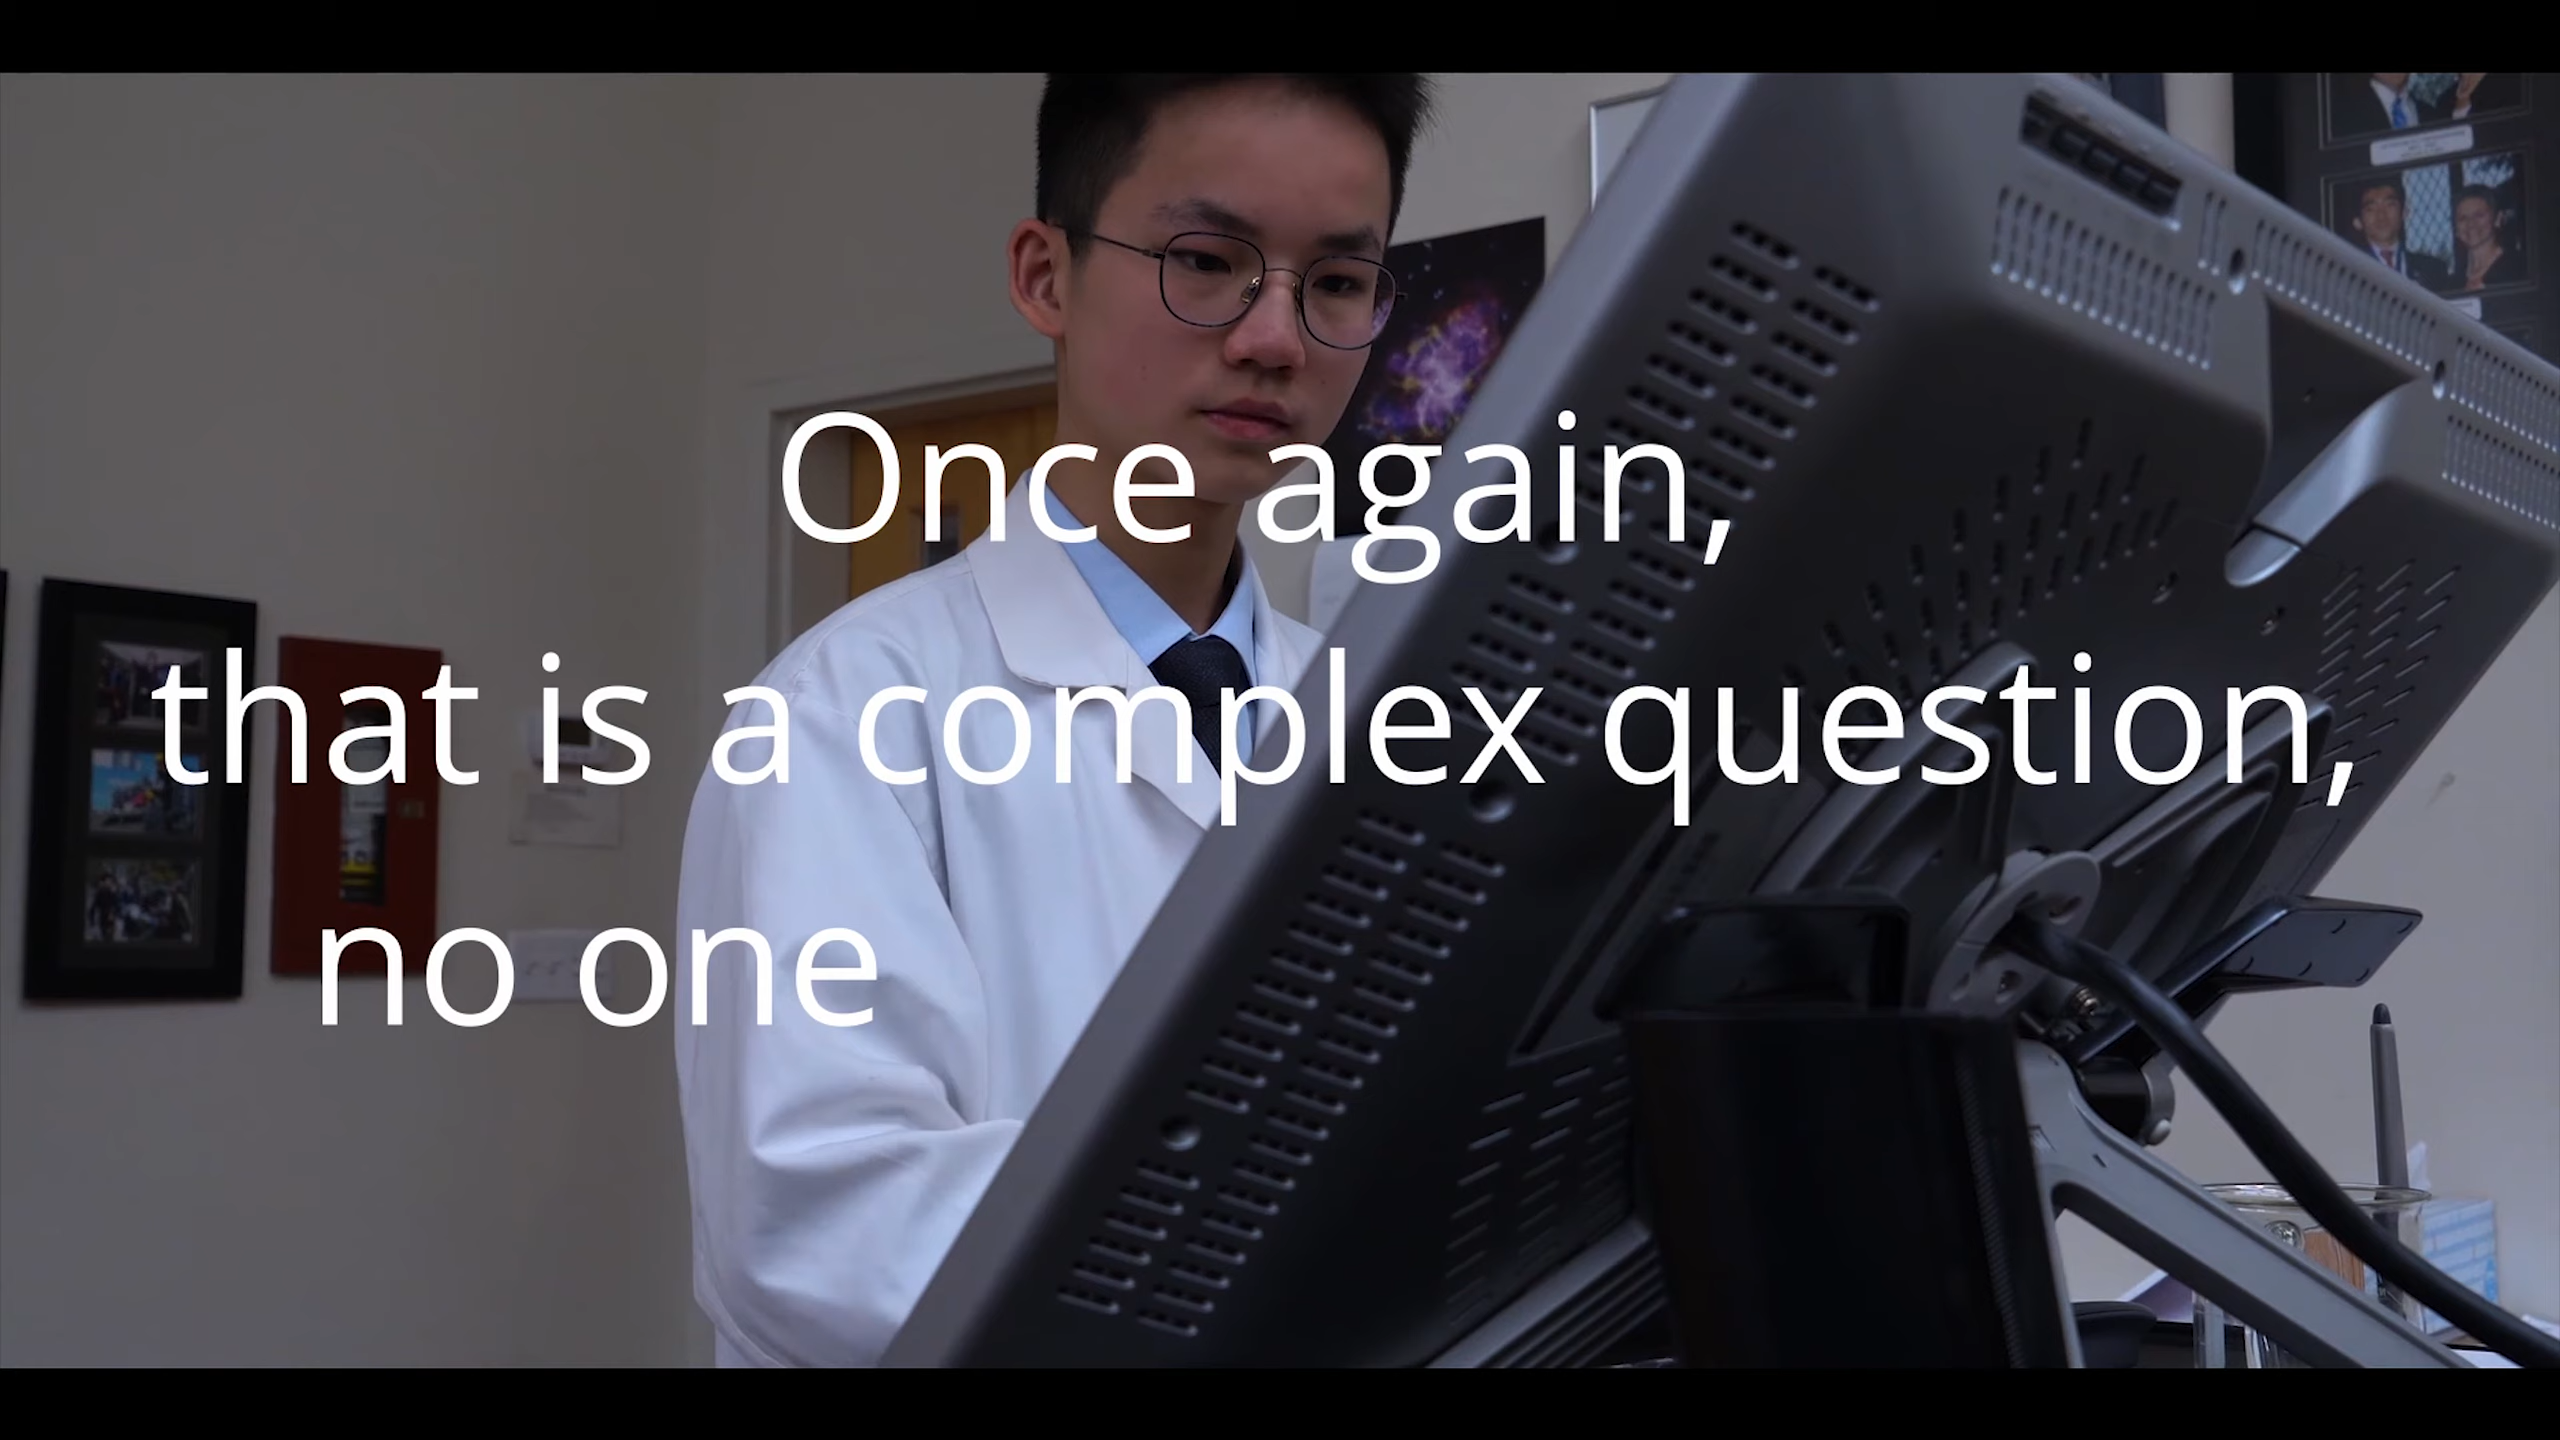 Once again,
that is a complex question,
no one